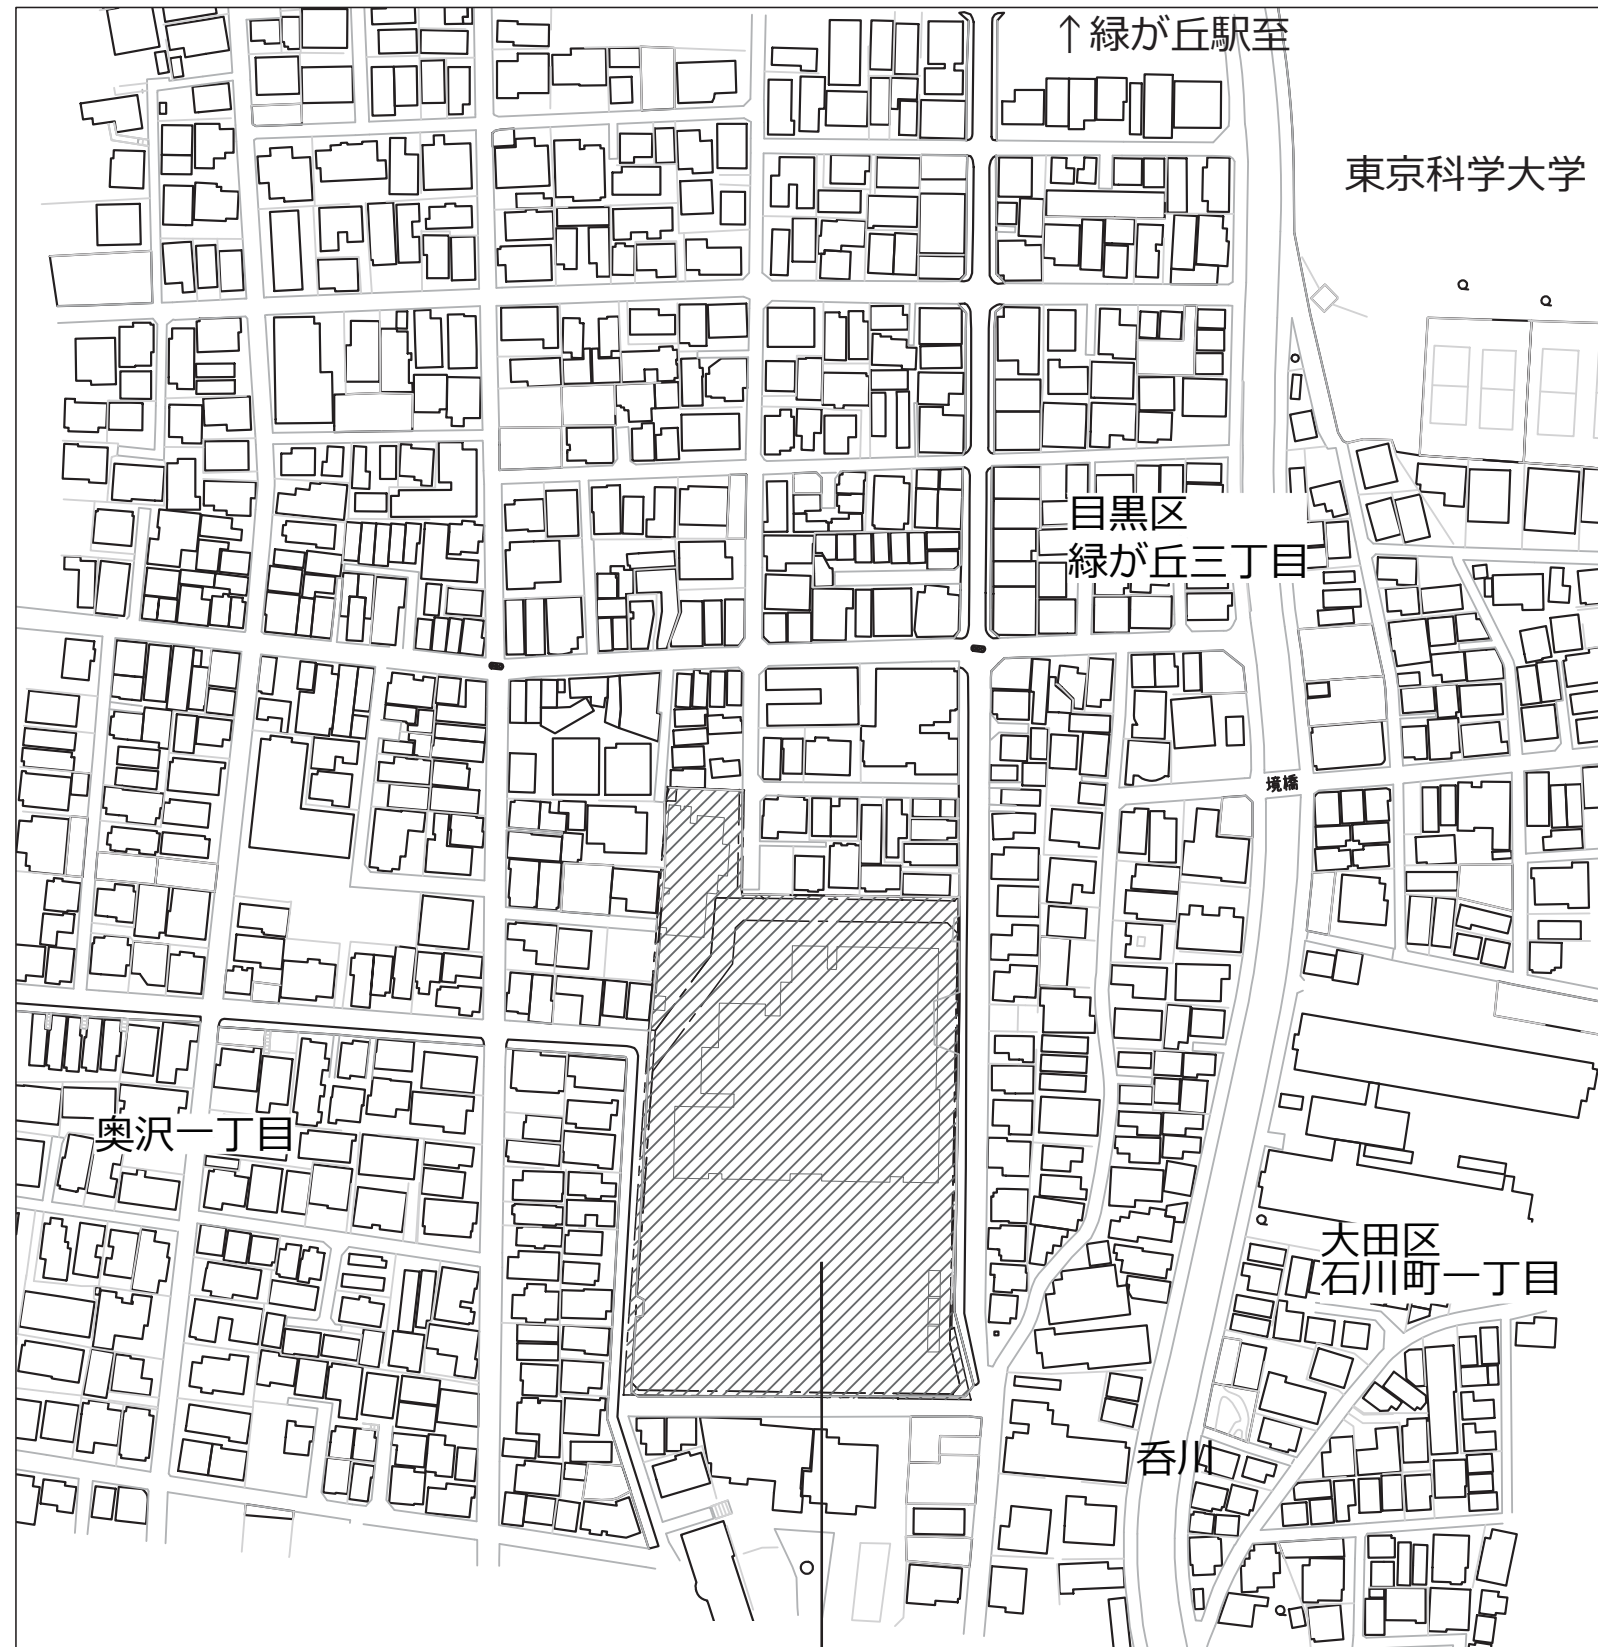 ↑緑が丘駅至
東京科学大学
目黒区
緑が丘三丁目
境橋
奥沢一丁目
大田区
石川町一丁目
呑川